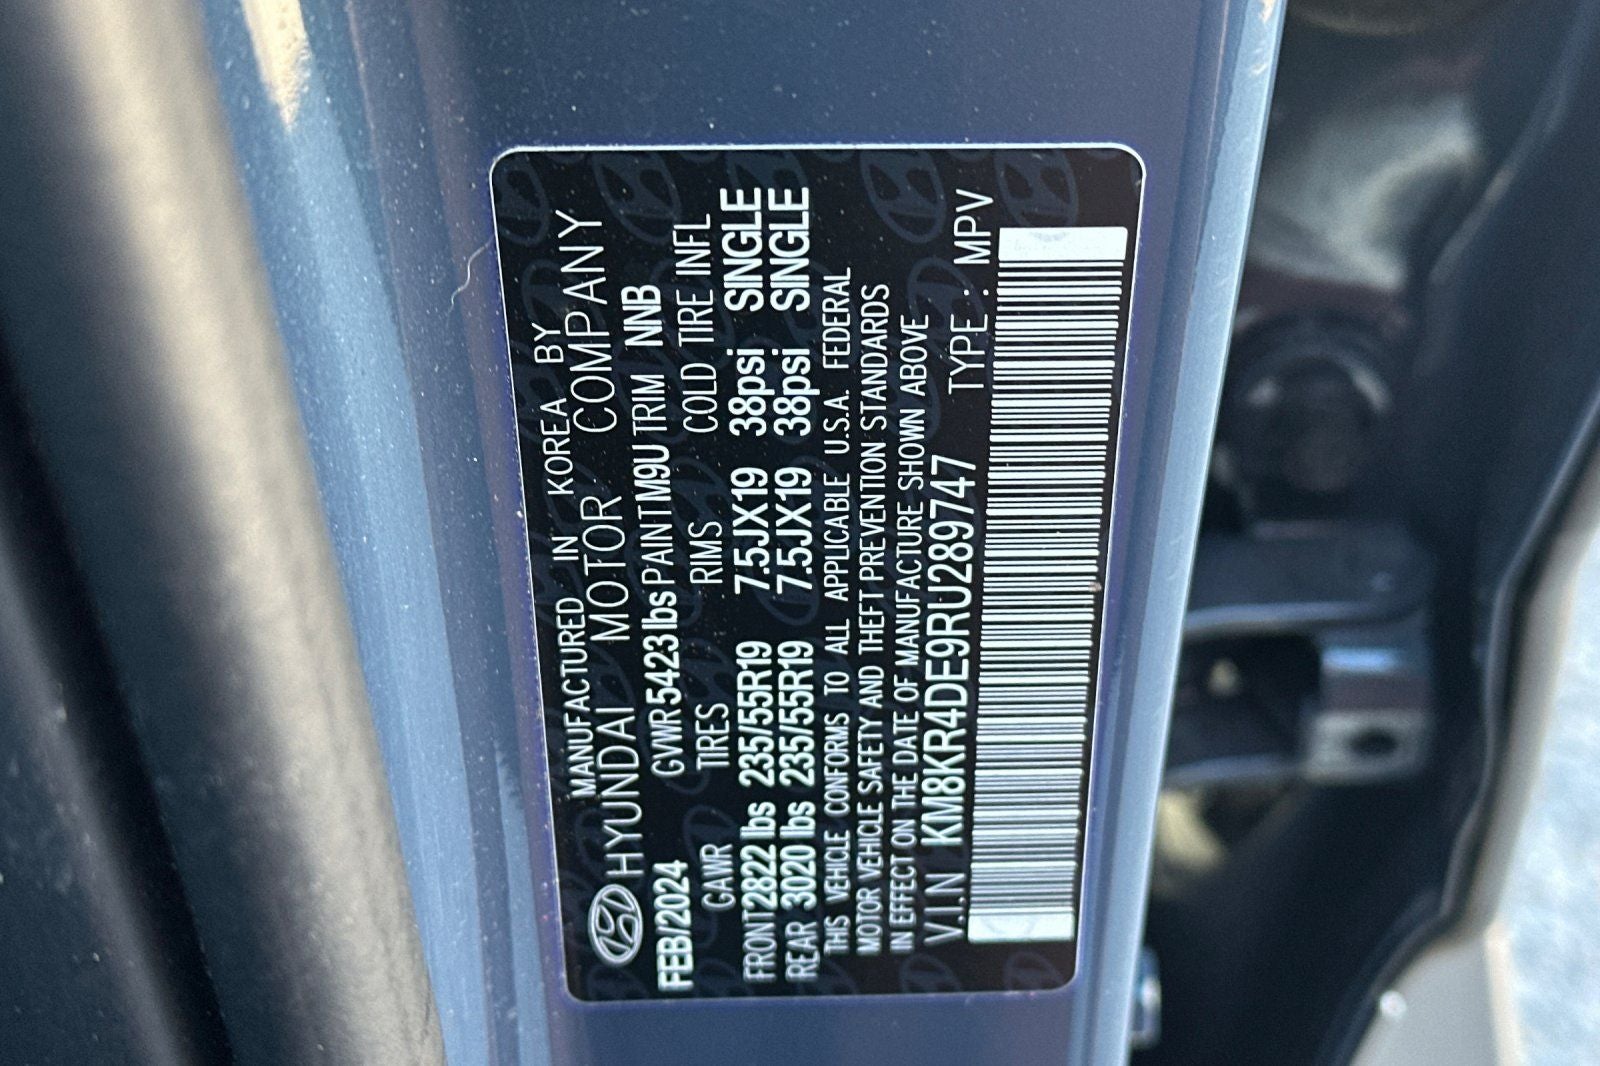 MANUFACTURED IN KOREA BY
HYUNDAI MOTOR COMPANY
FEB/2024 GVWR 5423 lbs PAINT M9U TRIM NNB
GAWR TIRES RIMS COLD TIRE INFL
FRONT 2822 lbs 235/55R19 7.5JX19 38psi SINGLE
REAR 3020 lbs 235/55R19 7.5JX19 38psi SINGLE
THIS VEHICLE CONFORMS TO ALL APPLICABLE U.S.A. FEDERAL
MOTOR VEHICLE SAFETY AND THEFT PREVENTION STANDARDS
IN EFFECT ON THE DATE OF MANUFACTURE SHOWN ABOVE
V.I.N KM8KR4DE9RU289747 TYPE. MPV